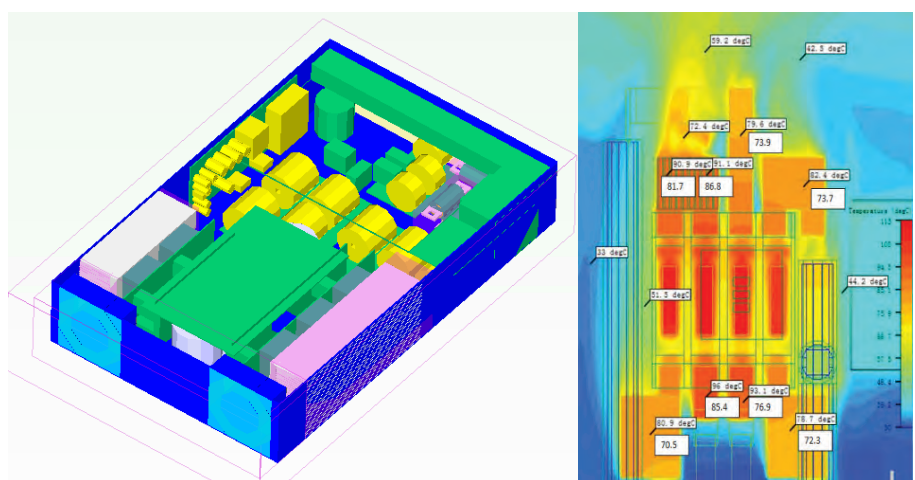 59.2 degC
42.5 degC
72.4 degC
79.6 degC
73.9
90.9 degC
91.1 degC
82.4 degC
81.7
86.8
73.7
Temperature (degC)
113
33 degC
44.2 degC
51.5 degC
96 degC
93.1 degC
85.4
76.9
80.9 degC
78.7 degC
70.5
72.3
30